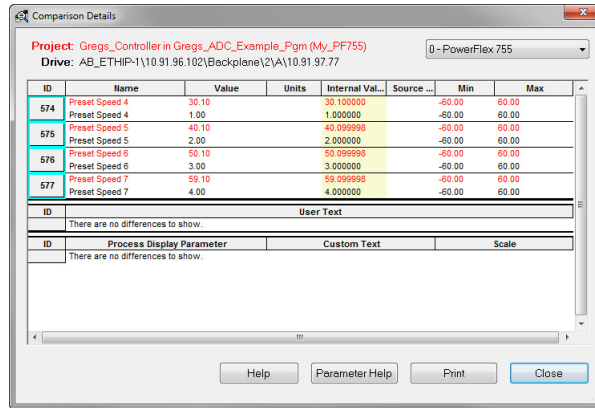 Comparison Details
Project: Gregs_Controller in Gregs_ADC_Example_Pgm (My_PF755)
0 - PowerFlex 755
Drive: AB_ETHIP-1\10.91.96.102\Backplane\2\A\10.91.97.77
ID Name Value Units Internal Val... Source ... Min Max
574 Preset Speed 4 30.10 30.100000 -60.00 60.00
Preset Speed 4 1.00 1.000000 -60.00 60.00
575 Preset Speed 5 40.10 40.099998 -60.00 60.00
Preset Speed 5 2.00 2.000000 -60.00 60.00
576 Preset Speed 6 50.10 50.099998 -60.00 60.00
Preset Speed 6 3.00 3.000000 -60.00 60.00
577 Preset Speed 7 59.10 59.099998 -60.00 60.00
Preset Speed 7 4.00 4.000000 -60.00 60.00
ID User Text
There are no differences to show.
ID Process Display Parameter Custom Text Scale
There are no differences to show.
Help Parameter Help Print Close